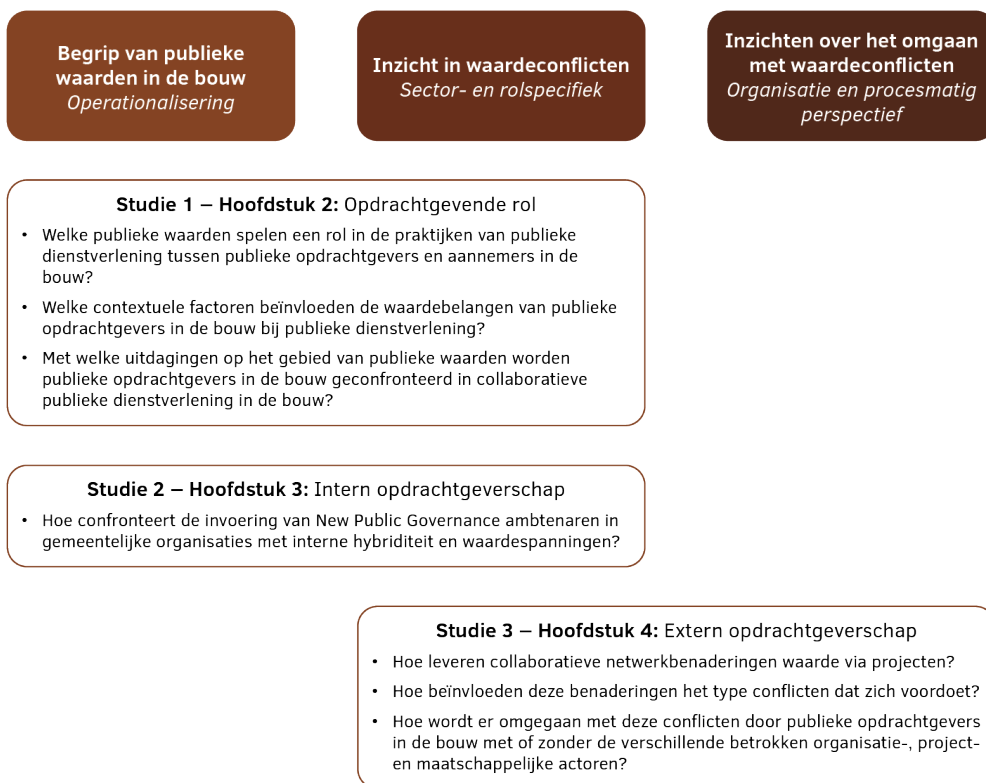 Begrip van publieke
waarden in de bouw
Operationalisering
Inzicht in waardeconflicten
Sector- en rolspecifiek
Inzichten over het omgaan
met waardeconflicten
Organisatie en procesmatig
perspectief
Studie 1 – Hoofdstuk 2: Opdrachtgevende rol
• Welke publieke waarden spelen een rol in de praktijken van publieke
dienstverlening tussen publieke opdrachtgevers en aannemers in de
bouw?
• Welke contextuele factoren beïnvloeden de waardebelangen van publieke
opdrachtgevers in de bouw bij publieke dienstverlening?
• Met welke uitdagingen op het gebied van publieke waarden worden
publieke opdrachtgevers in de bouw geconfronteerd in collaboratieve
publieke dienstverlening in de bouw?
Studie 2 – Hoofdstuk 3: Intern opdrachtgeverschap
• Hoe confronteert de invoering van New Public Governance ambtenaren in
gemeentelijke organisaties met interne hybriditeit en waardespanningen?
Studie 3 – Hoofdstuk 4: Extern opdrachtgeverschap
• Hoe leveren collaboratieve netwerkbenaderingen waarde via projecten?
• Hoe beïnvloeden deze benaderingen het type conflicten dat zich voordoet?
• Hoe wordt er omgegaan met deze conflicten door publieke opdrachtgevers
in de bouw met of zonder de verschillende betrokken organisatie-, project-
en maatschappelijke actoren?